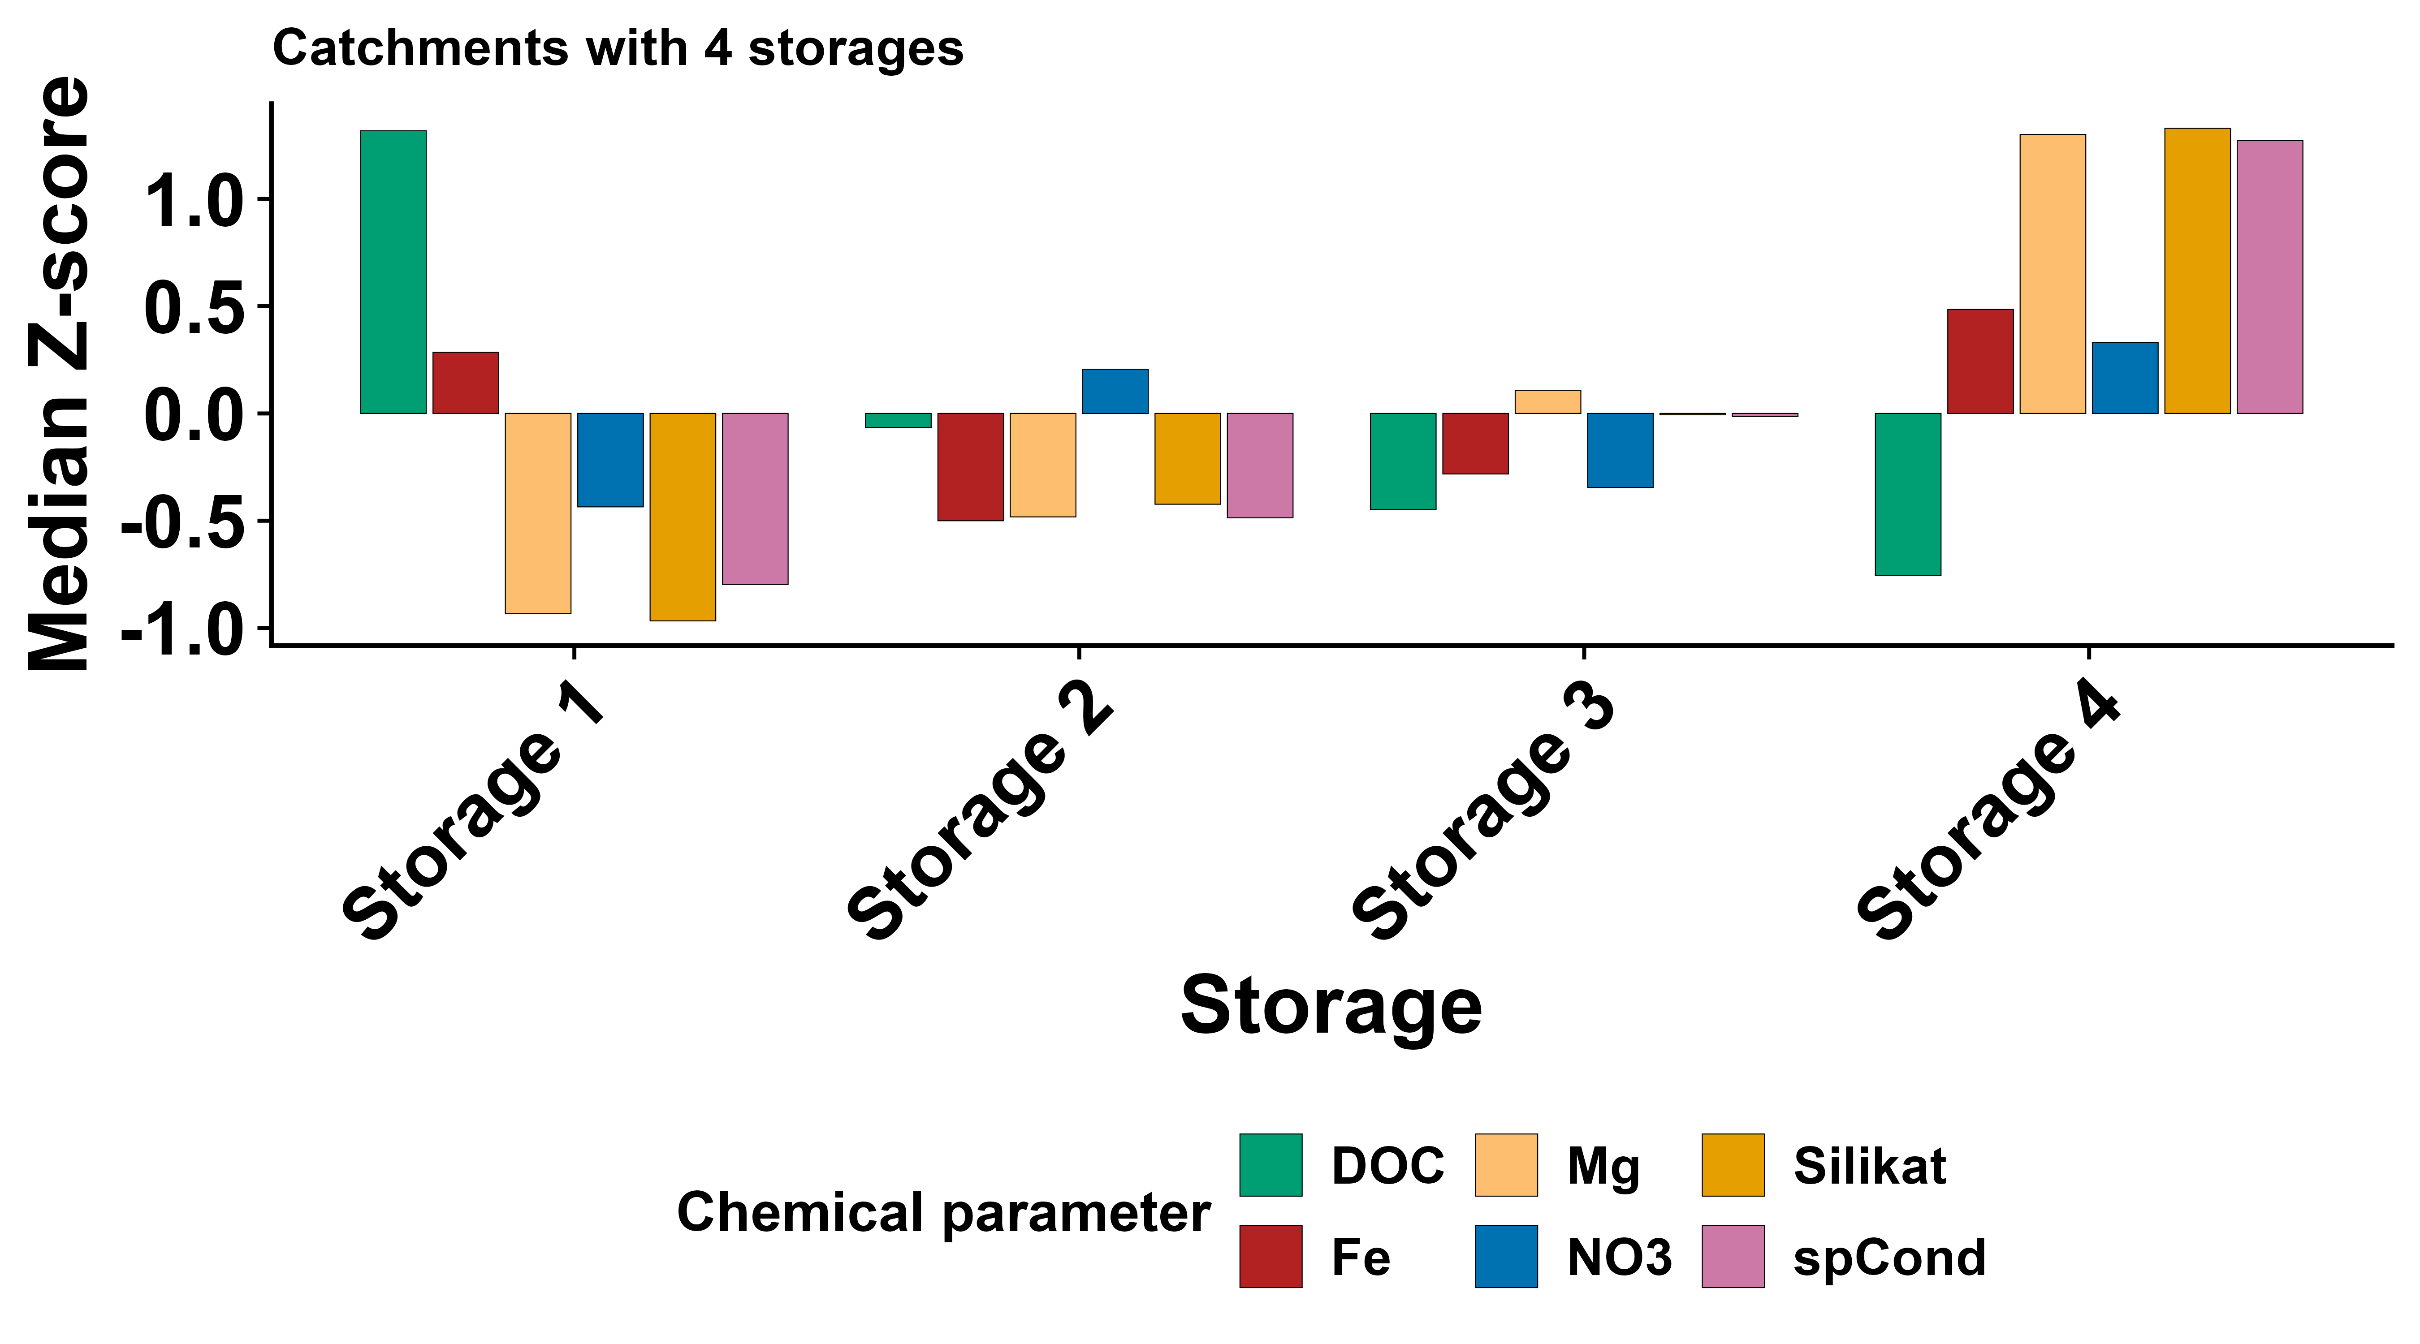 Catchments with 4 storages
Median Z-score
1.0
0.5
0.0
-0.5
-1.0
Storage 1
Storage 2
Storage 3
Storage 4
Storage
Chemical parameter
DOC
Mg
Silikat
Fe
NO3
spCond